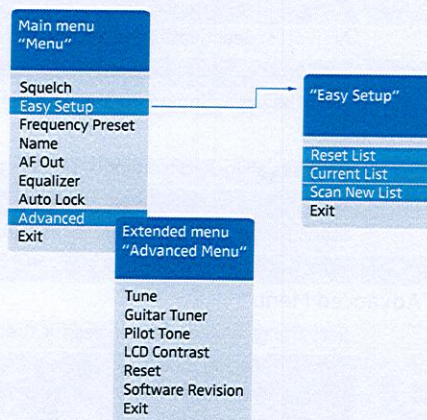 Main menu
"Menu"
Squelch
Easy Setup
Frequency Preset
Name
AF Out
Equalizer
Auto Lock
Advanced
Exit
"Easy Setup"
Reset List
Current List
Scan New List
Exit
Extended menu
"Advanced Menu"
Tune
Guitar Tuner
Pilot Tone
LCD Contrast
Reset
Software Revision
Exit